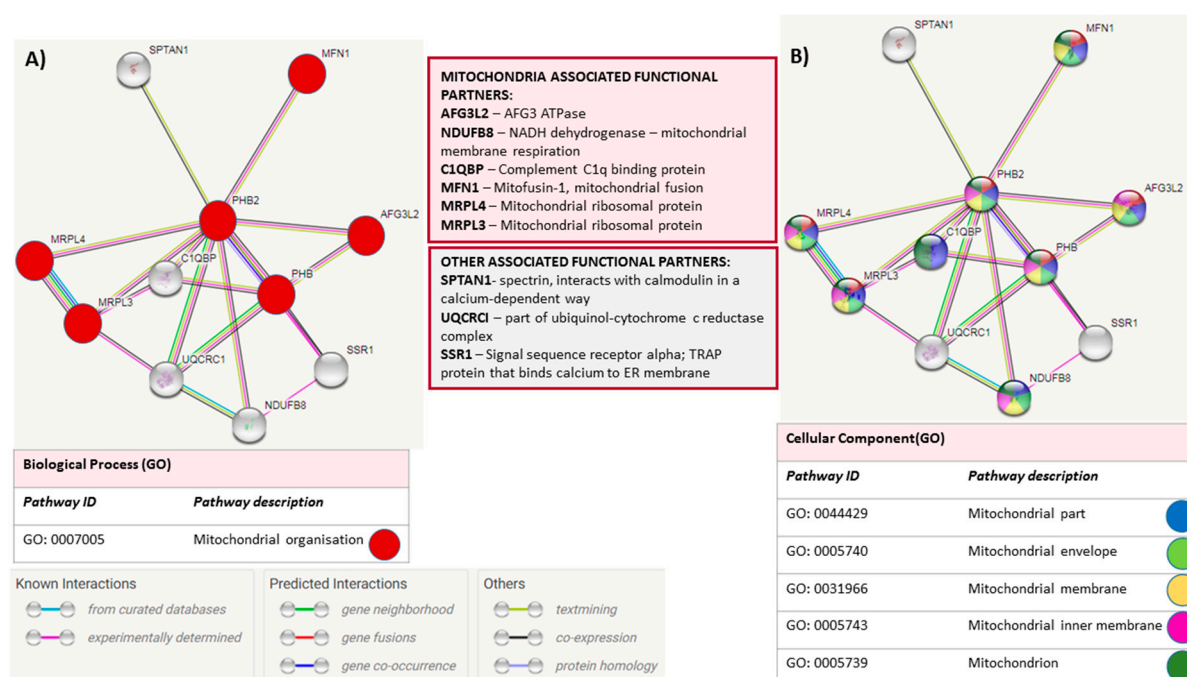 A)
SPTAN1
MFN1
PHB2
AFG3L2
MRPL4
C1QBP
PHB
MRPL3
UQCRC1
SSR1
NDUFB8
MITOCHONDRIA ASSOCIATED FUNCTIONAL
PARTNERS:
AFG3L2 – AFG3 ATPase
NDUFB8 – NADH dehydrogenase – mitochondrial
membrane respiration
C1QBP – Complement C1q binding protein
MFN1 – Mitofusin-1, mitochondrial fusion
MRPL4 – Mitochondrial ribosomal protein
MRPL3 – Mitochondrial ribosomal protein
OTHER ASSOCIATED FUNCTIONAL PARTNERS:
SPTAN1- spectrin, interacts with calmodulin in a
calcium-dependent way
UQCRCI – part of ubiquinol-cytochrome c reductase
complex
SSR1 – Signal sequence receptor alpha; TRAP
protein that binds calcium to ER membrane
B)
SPTAN1
MFN1
PHB2
AFG3L2
MRPL4
C1QBP
PHB
MRPL3
UQCRC1
SSR1
NDUFB8
Biological Process (GO)
Pathway ID Pathway description
GO: 0007005 Mitochondrial organisation
Known Interactions
from curated databases
experimentally determined
Predicted Interactions
gene neighborhood
gene fusions
gene co-occurrence
Others
textmining
co-expression
protein homology
Cellular Component(GO)
Pathway ID Pathway description
GO: 0044429 Mitochondrial part
GO: 0005740 Mitochondrial envelope
GO: 0031966 Mitochondrial membrane
GO: 0005743 Mitochondrial inner membrane
GO: 0005739 Mitochondrion